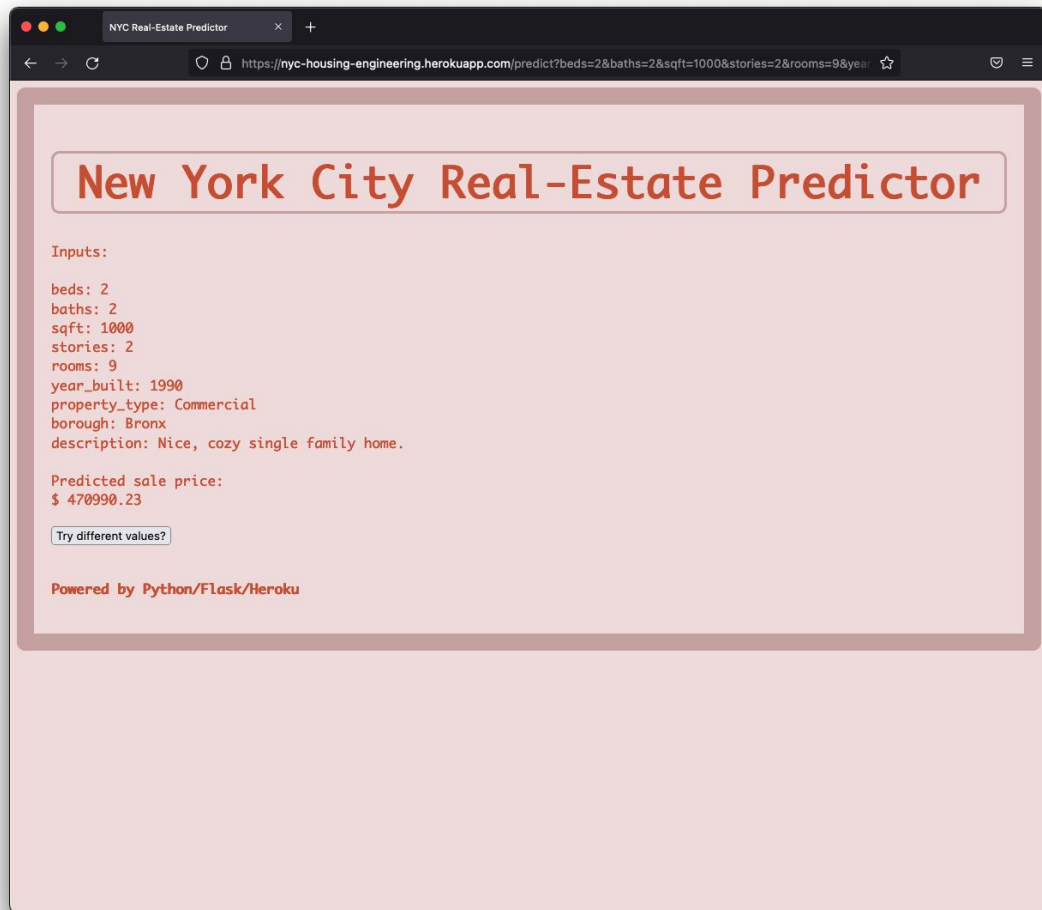 NYC Real-Estate Predictor
https://nyc-housing-engineering.herokuapp.com/predict?beds=2&baths=2&sqft=1000&stories=2&rooms=9&year
New York City Real-Estate Predictor
Inputs:
beds: 2
baths: 2
sqft: 1000
stories: 2
rooms: 9
year_built: 1990
property_type: Commercial
borough: Bronx
description: Nice, cozy single family home.
Predicted sale price:
$ 470990.23
Try different values?
Powered by Python/Flask/Heroku